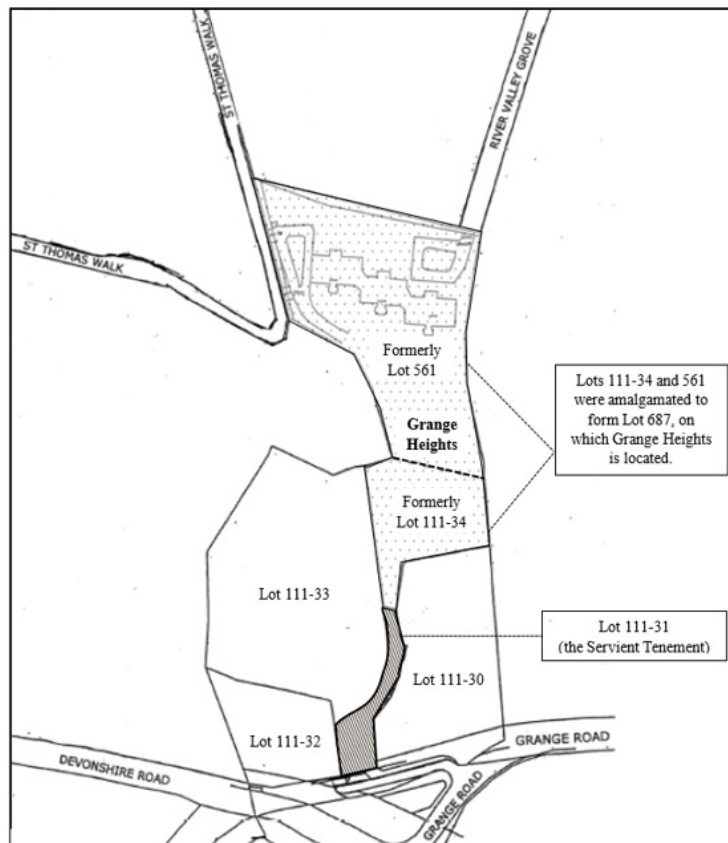 ST THOMAS WALK
RIVER VALLEY GROVE
ST THOMAS WALK
Formerly
Lot 561
Grange
Heights
Lots 111-34 and 561
were amalgamated to
form Lot 687, on
which Grange Heights
is located.
Formerly
Lot 111-34
Lot 111-33
Lot 111-31
(the Servient Tenement)
Lot 111-30
Lot 111-32
DEVONSHIRE ROAD
GRANGE ROAD
GRANGE ROAD